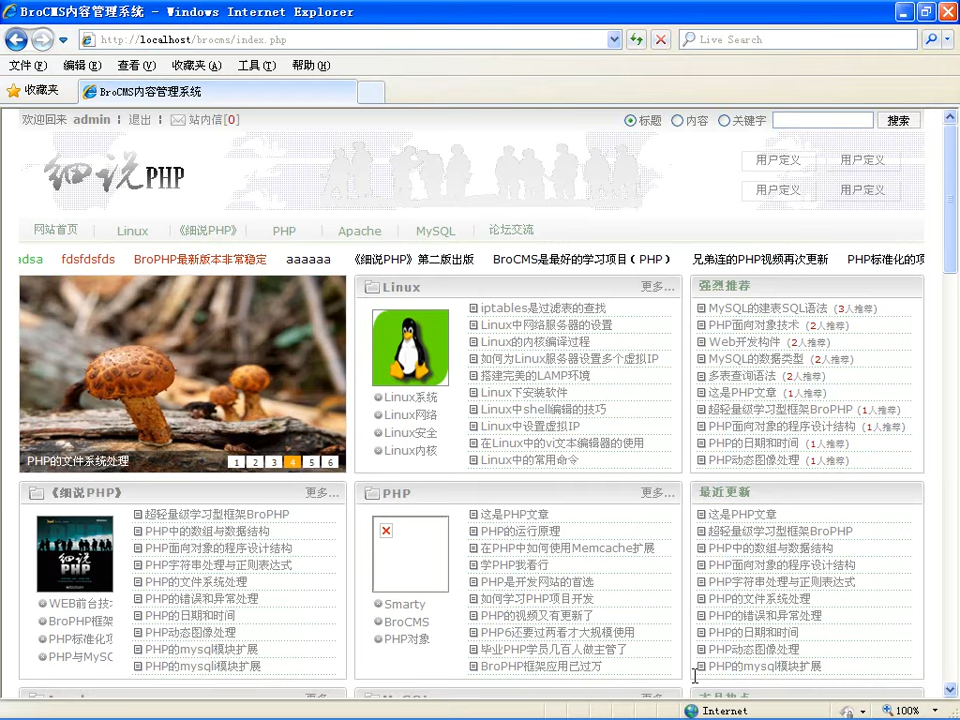 BroCMS内容管理系统 - Windows Internet Explorer
http://localhost/brocms/index.php
Live Search
文件(F) 编辑(E) 查看(V) 收藏夹(A) 工具(T) 帮助(H)
收藏夹 BroCMS内容管理系统
欢迎回来 admin | 退出 | 站内信[0] 标题 内容 关键字 搜索
细说PHP
用户定义 用户定义
用户定义 用户定义
网站首页 Linux 《细说PHP》 PHP Apache MySQL 论坛交流
adsa fdsfdsfds BroPHP最新版本非常稳定 aaaaaa 《细说PHP》第二版出版 BroCMS是最好的学习项目(PHP) 兄弟连的PHP视频再次更新 PHP标准化的项
PHP的文件系统处理
1 2 3 4 5 6
Linux 更多...
Linux系统
Linux网络
Linux安全
Linux内核
iptables是过滤表的查找
Linux中网络服务器的设置
Linux的内核编译过程
如何为Linux服务器设置多个虚拟IP
搭建完美的LAMP环境
Linux下安装软件
Linux中shell编辑的技巧
Linux中设置虚拟IP
在Linux中的vi文本编辑器的使用
Linux中的常用命令
强烈推荐
MySQL的建表SQL语法 (3人推荐)
PHP面向对象技术 (2人推荐)
Web开发构件 (2人推荐)
MySQL的数据类型 (2人推荐)
多表查询语法 (2人推荐)
这是PHP文章 (1人推荐)
超轻量级学习型框架BroPHP (1人推荐)
PHP面向对象的程序设计结构 (1人推荐)
PHP的日期和时间 (1人推荐)
PHP动态图像处理 (1人推荐)
《细说PHP》 更多...
细说
PHP
WEB前台技
BroPHP框架
PHP标准化项
PHP与MySC
超轻量级学习型框架BroPHP
PHP中的数组与数据结构
PHP面向对象的程序设计结构
PHP字符串处理与正则表达式
PHP的文件系统处理
PHP的错误和异常处理
PHP的日期和时间
PHP动态图像处理
PHP的mysql模块扩展
PHP的mysqli模块扩展
PHP 更多...
Smarty
BroCMS
PHP对象
这是PHP文章
PHP的运行原理
在PHP中如何使用Memcache扩展
学PHP我看行
PHP是开发网站的首选
如何学习PHP项目开发
PHP的视频又有更新了
PHP6还要过两看才大规模使用
毕业PHP学员几百人做主管了
BroPHP框架应用已过万
最近更新
这是PHP文章
超轻量级学习型框架BroPHP
PHP中的数组与数据结构
PHP面向对象的程序设计结构
PHP字符串处理与正则表达式
PHP的文件系统处理
PHP的错误和异常处理
PHP的日期和时间
PHP动态图像处理
PHP的mysql模块扩展
Internet 100%